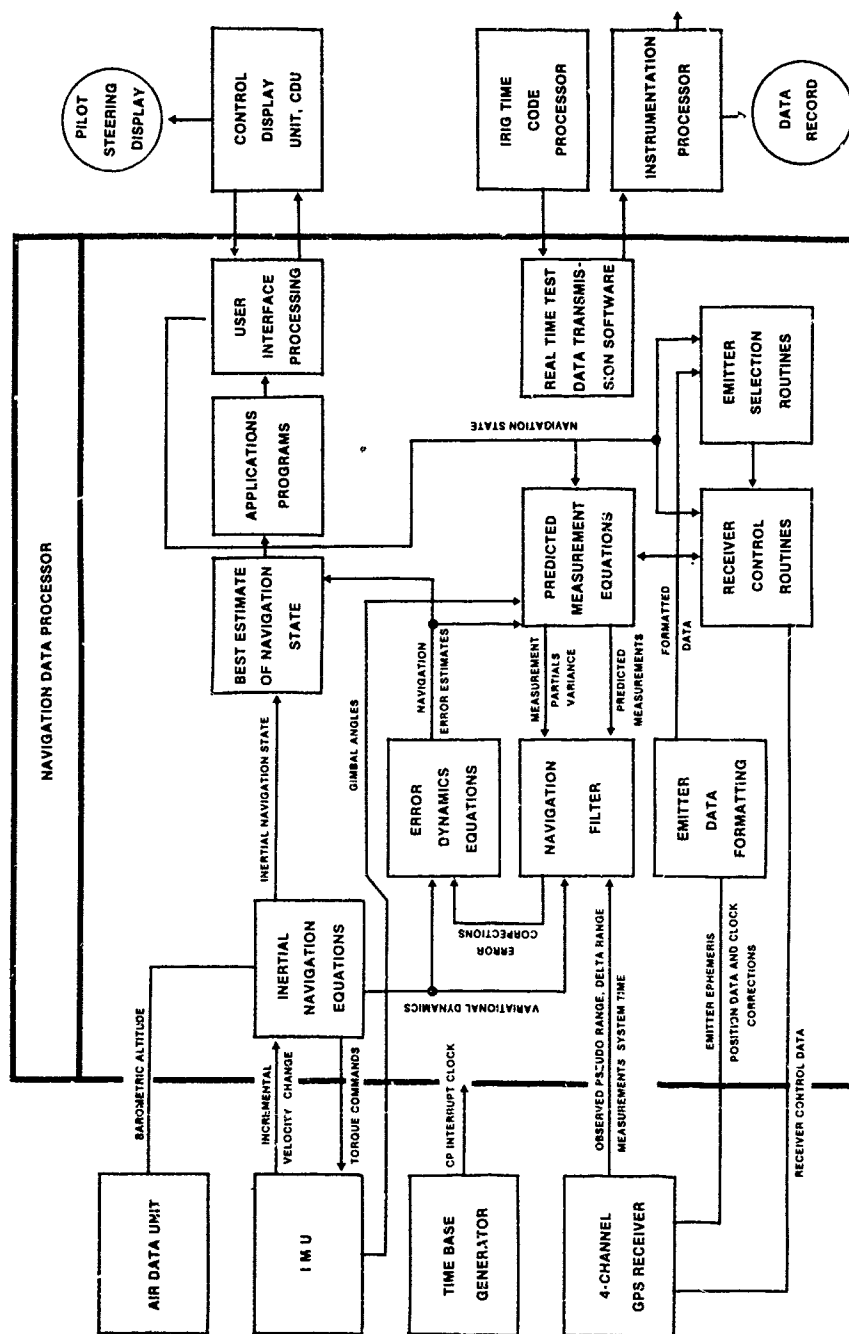 NAVIGATION DATA PROCESSOR
AIR DATA UNIT
BAROMETRIC ALTITUDE
IMU
INCREMENTAL
VELOCITY CHANGE
TORQUE COMMANDS
INERTIAL
NAVIGATION
EQUATIONS
INERTIAL NAVIGATION STATE
GIMBAL ANGLES
BEST ESTIMATE
OF NAVIGATION
STATE
APPLICATIONS
PROGRAMS
USER
INTERFACE
PROCESSING
CONTROL
DISPLAY
UNIT, CDU
PILOT
STEERING
DISPLAY
TIME BASE
GENERATOR
CP INTERRUPT CLOCK
VARIATIONAL DYNAMICS
ERROR
CORRECTIONS
ERROR
DYNAMICS
EQUATIONS
NAVIGATION
ERROR ESTIMATES
NAVIGATION
FILTER
MEASUREMENT
PARTIALS
VARIANCE
PREDICTED
MEASUREMENTS
PREDICTED
MEASUREMENT
EQUATIONS
NAVIGATION STATE
REAL TIME TEST
DATA TRANSMIS-
SION SOFTWARE
IRIG TIME
CODE
PROCESSOR
INSTRUMENTATION
PROCESSOR
DATA
RECORD
4-CHANNEL
GPS RECEIVER
OBSERVED PSEUDO RANGE, DELTA RANGE
MEASUREMENTS SYSTEM TIME
EMITTER EPHEMERIS
POSITION DATA AND CLOCK
CORRECTIONS
RECEIVER CONTROL DATA
EMITTER
DATA
FORMATTING
FORMATTED
DATA
RECEIVER
CONTROL
ROUTINES
EMITTER
SELECTION
ROUTINES